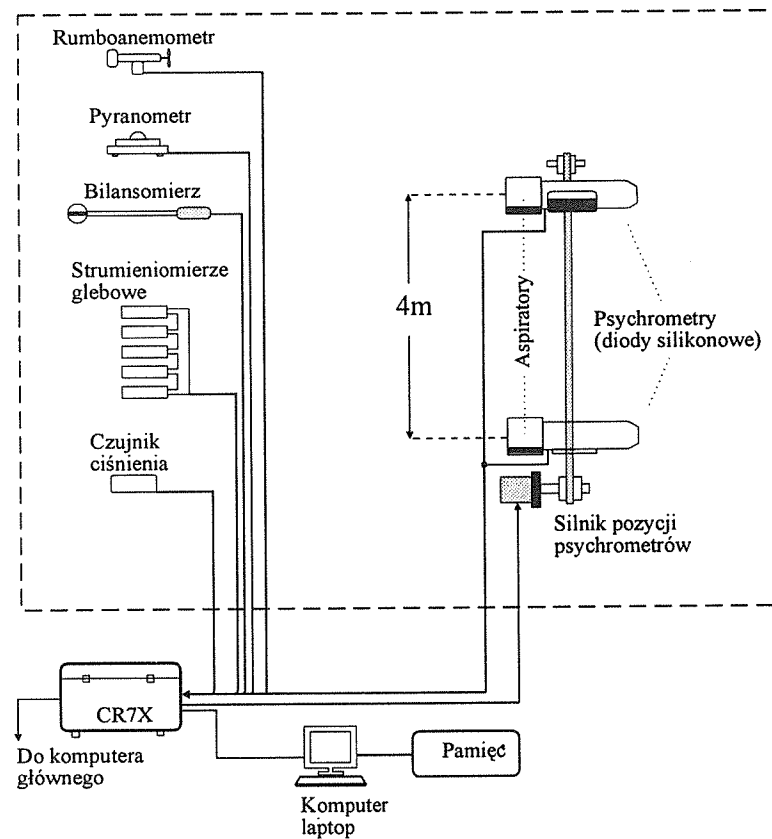 Rumboanemometr
Pyranometr
Bilansomierz
Strumieniomierze
glebowe
Czujnik
ciśnienia
4m
Aspiratory
Psychrometry
(diody silikonowe)
Silnik pozycji
psychrometrów
CR7X
Do komputera
głównego
Komputer
laptop
Pamięć